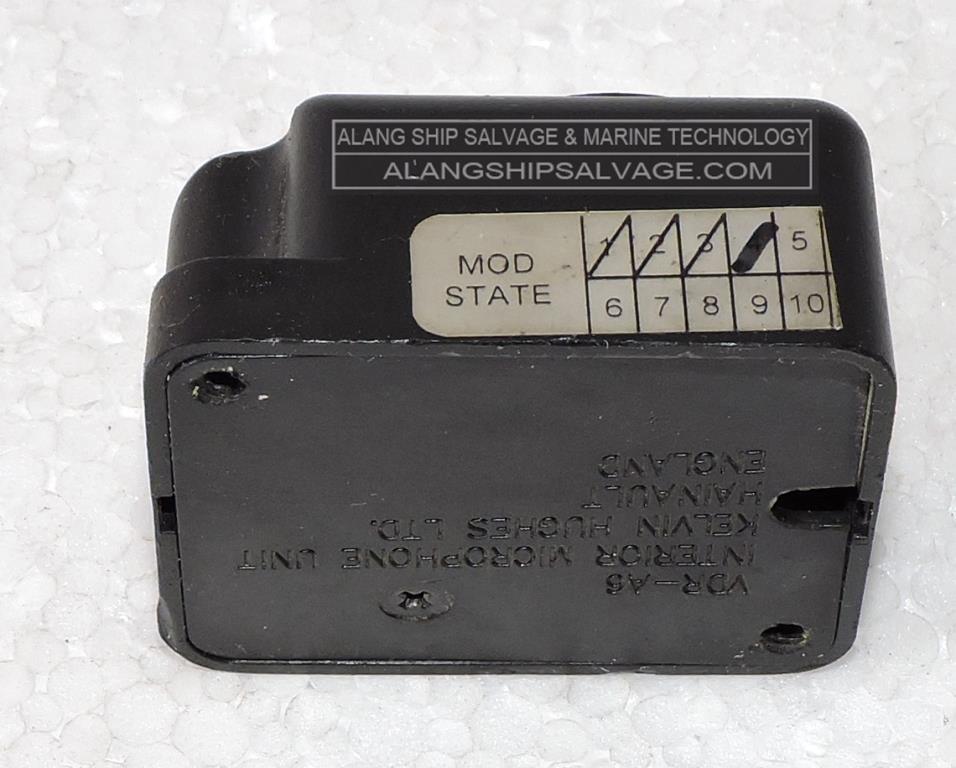 ALANG SHIP SALVAGE & MARINE TECHNOLOGY
ALANGSHIPSALVAGE.COM
MOD
STATE
1 2 3 4 5
6 7 8 9 10
VDR-A6
INTERIOR MICROPHONE UNIT
KELVIN HUGHES LTD.
HAINAULT
ENGLAND